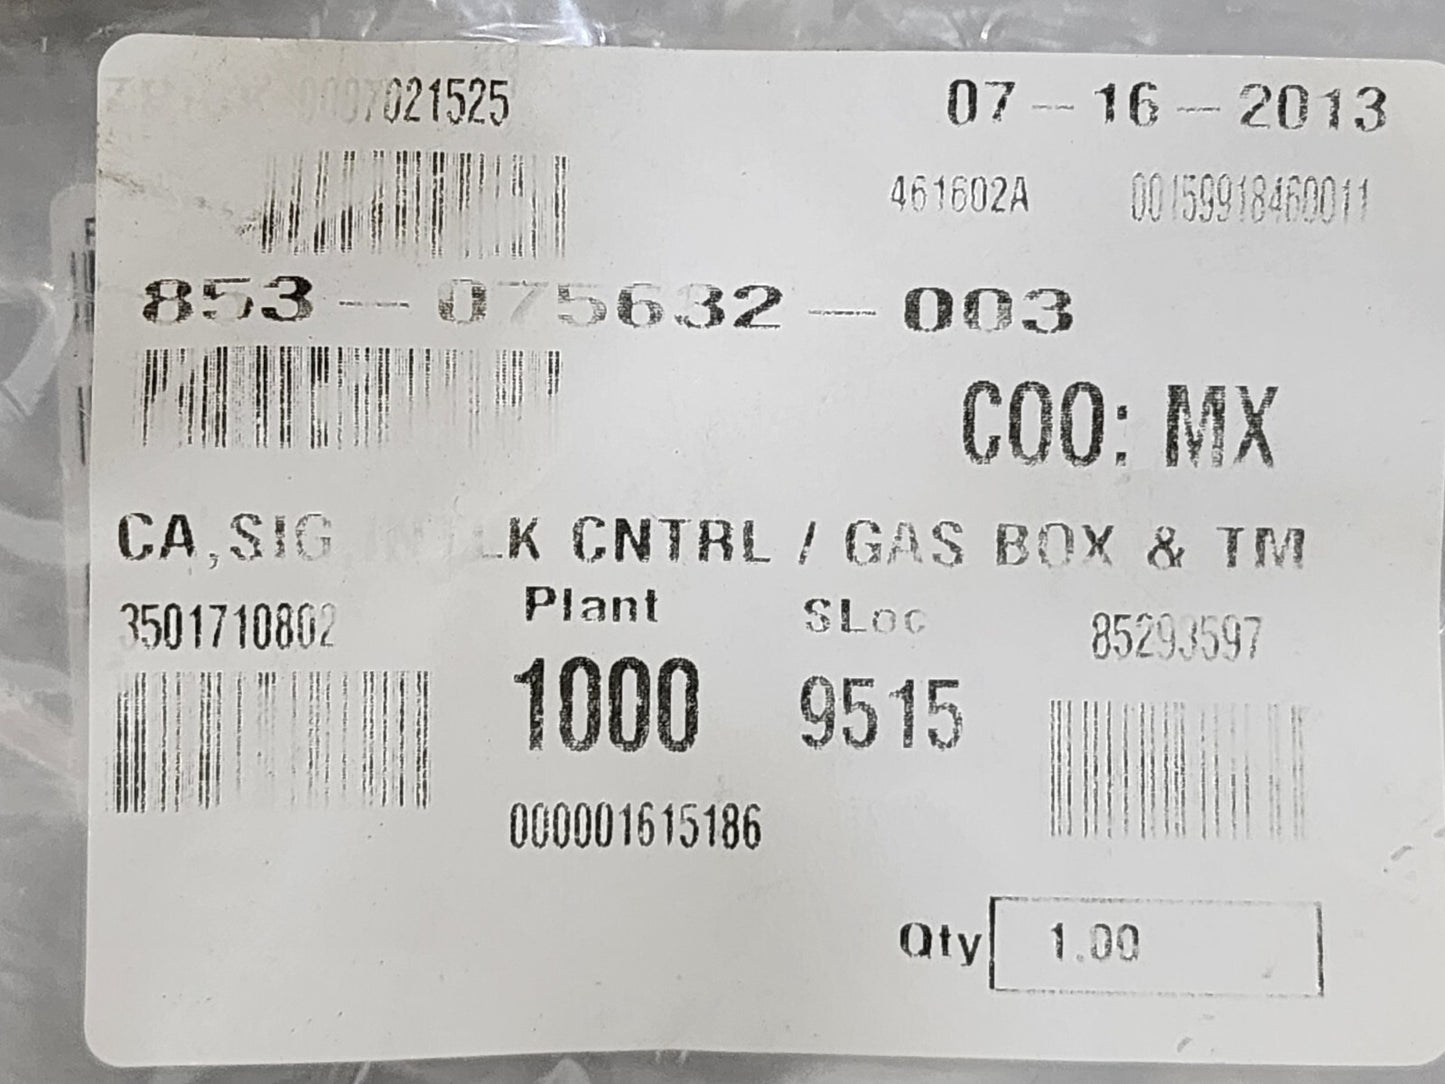 0007021525
07-16-2013
461602A 00159918460011
853-075632-003
COO: MX
CA,SIG INTLK CNTRL / GAS BOX & TM
3501710802
Plant
SLoc
85293597
1000
9515
000001615186
Qty 1.00